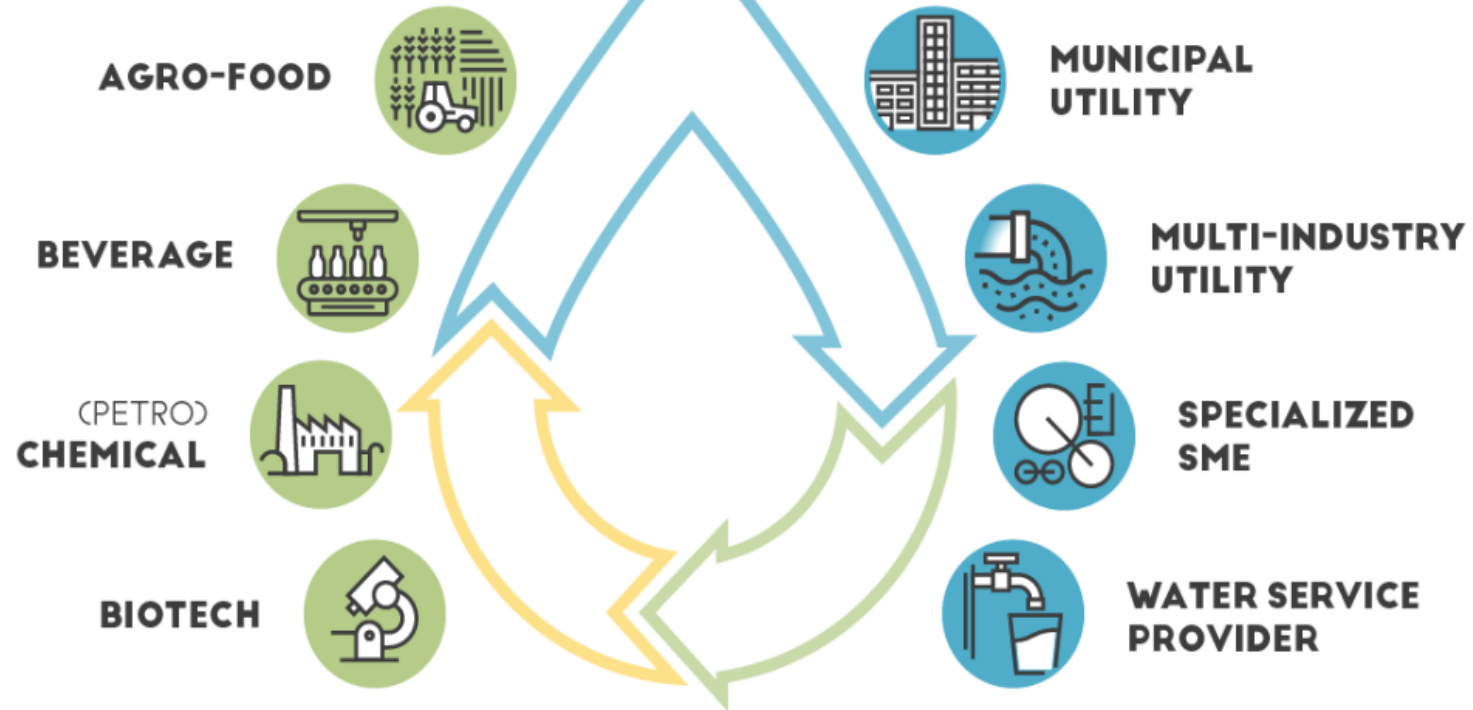 AGRO-FOOD
BEVERAGE
(PETRO)
CHEMICAL
BIOTECH
MUNICIPAL
UTILITY
MULTI-INDUSTRY
UTILITY
SPECIALIZED
SME
WATER SERVICE
PROVIDER